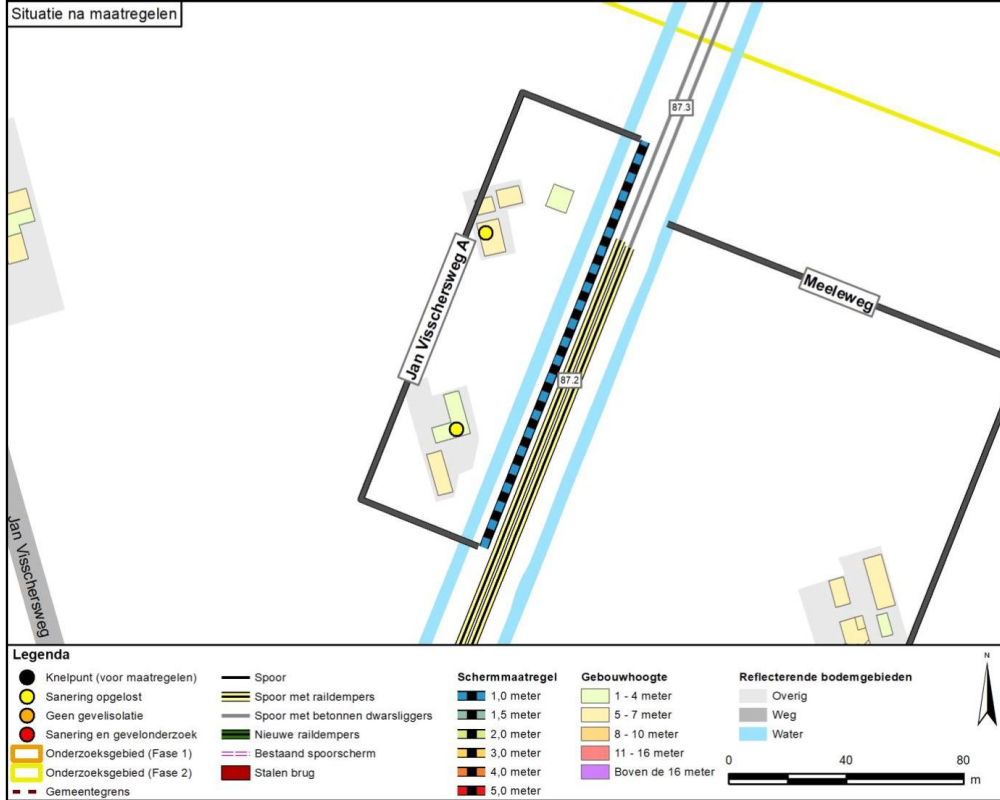 Situatie na maatregelen
87.3
Jan Visschersweg A
Meeleweg
87.2
Jan Visschersweg
Legenda
Knelpunt (voor maatregelen)
Sanering opgelost
Geen gevelisolatie
Sanering en gevelonderzoek
Onderzoeksgebied (Fase 1)
Onderzoeksgebied (Fase 2)
Gemeentegrens
Spoor
Spoor met raildempers
Spoor met betonnen dwarsliggers
Nieuwe raildempers
Bestaand spoorscherm
Stalen brug
Schermmaatregel
1,0 meter
1,5 meter
2,0 meter
3,0 meter
4,0 meter
5,0 meter
Gebouwhoogte
1 - 4 meter
5 - 7 meter
8 - 10 meter
11 - 16 meter
Boven de 16 meter
Reflecterende bodemgebieden
Overig
Weg
Water
N
0 40 80
m